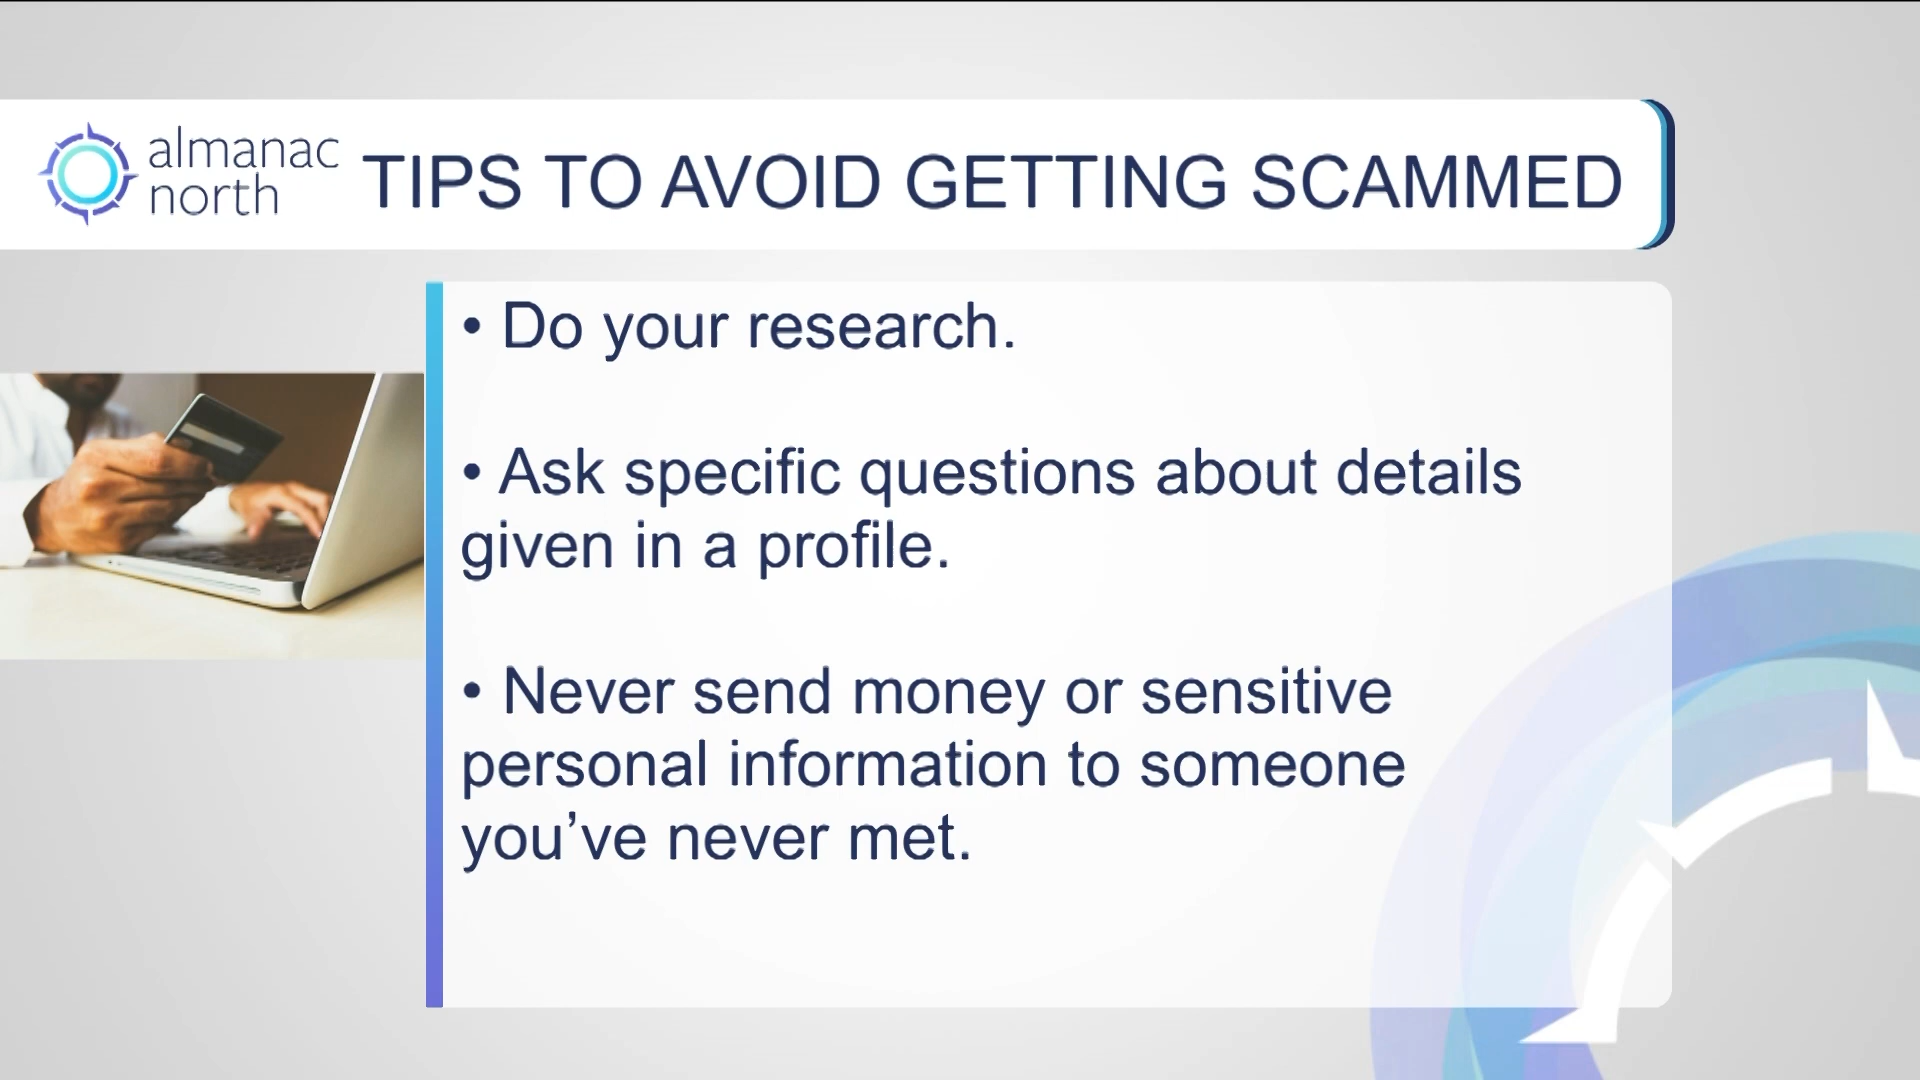 almanac
north
TIPS TO AVOID GETTING SCAMMED
• Do your research.
• Ask specific questions about details
given in a profile.
• Never send money or sensitive
personal information to someone
you’ve never met.